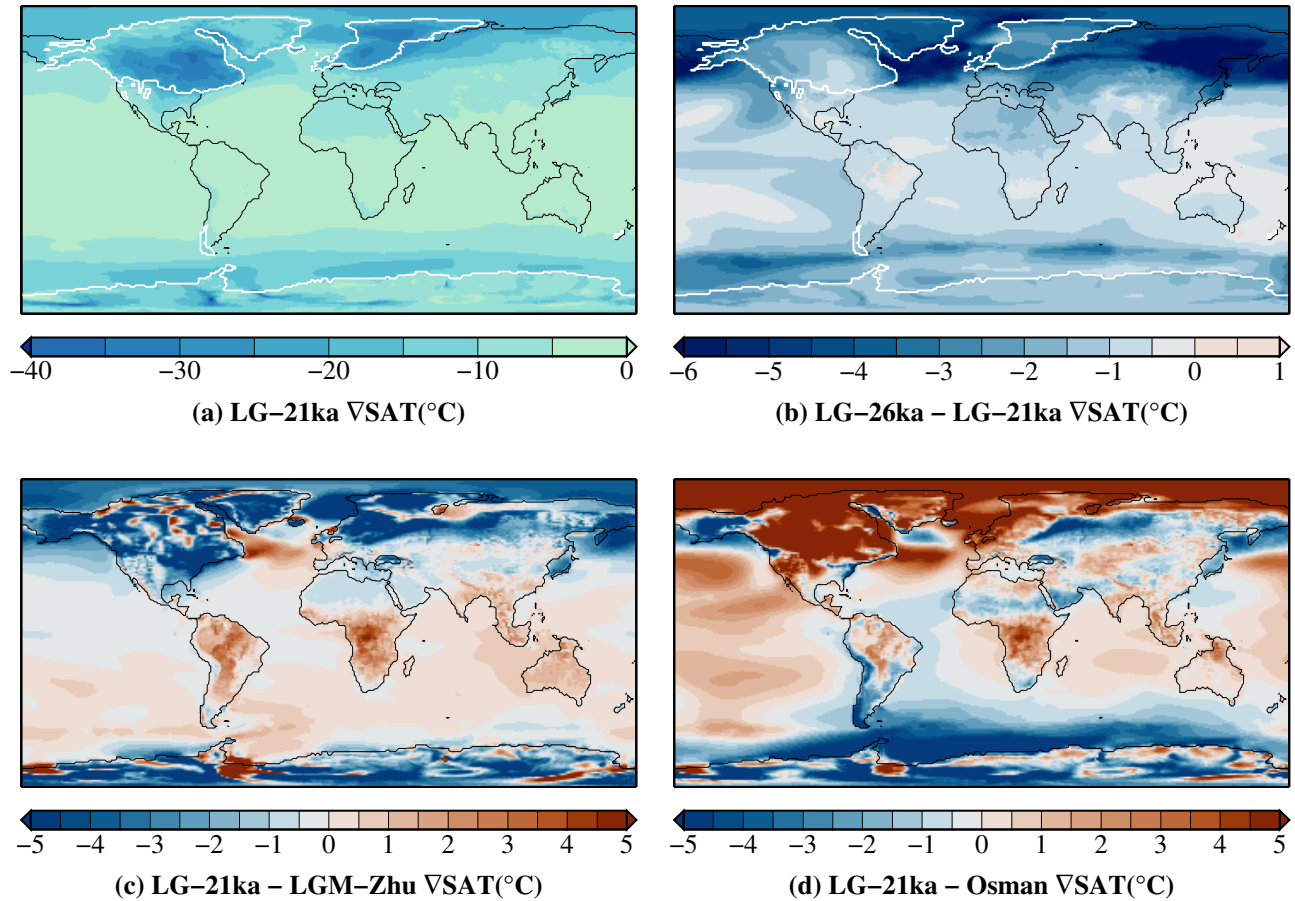 −40 −30 −20 −10 0
(a) LG−21ka ∇SAT(°C)
−6 −5 −4 −3 −2 −1 0 1
(b) LG−26ka − LG−21ka ∇SAT(°C)
−5 −4 −3 −2 −1 0 1 2 3 4 5
(c) LG−21ka − LGM−Zhu ∇SAT(°C)
−5 −4 −3 −2 −1 0 1 2 3 4 5
(d) LG−21ka − Osman ∇SAT(°C)